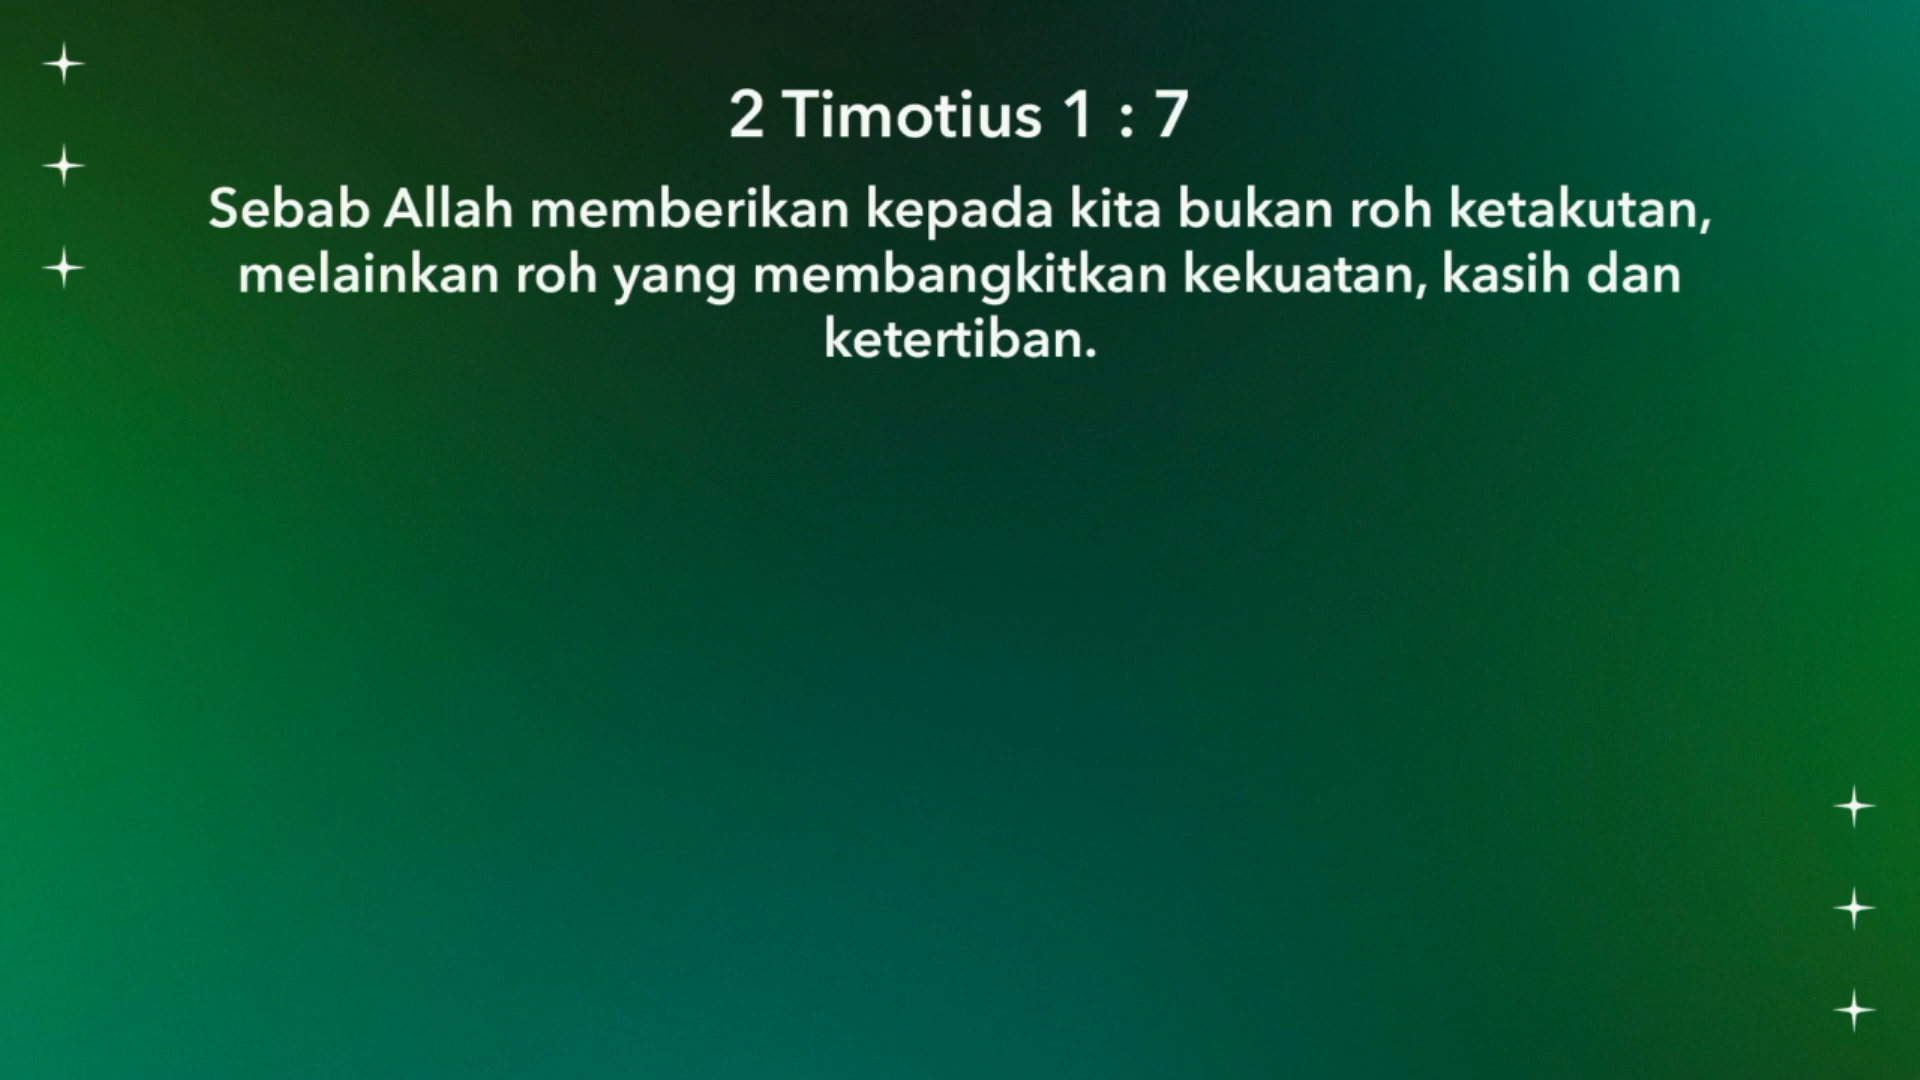 2 Timotius 1 : 7
Sebab Allah memberikan kepada kita bukan roh ketakutan,
melainkan roh yang membangkitkan kekuatan, kasih dan
ketertiban.